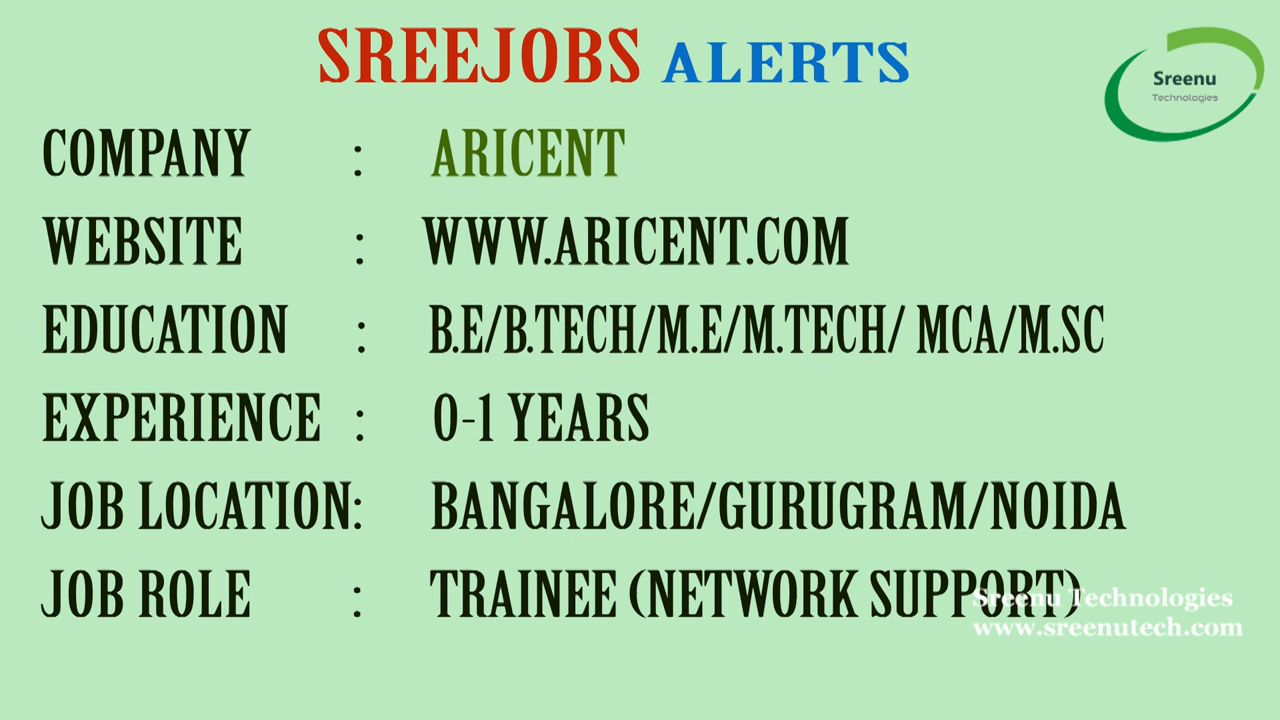 SREEJOBS ALERTS
Sreenu
Technologies
COMPANY : ARICENT
WEBSITE : WWW.ARICENT.COM
EDUCATION : B.E/B.TECH/M.E/M.TECH/ MCA/M.SC
EXPERIENCE : 0-1 YEARS
JOB LOCATION: BANGALORE/GURUGRAM/NOIDA
JOB ROLE : TRAINEE (NETWORK SUPPORT)
Sreenu Technologies
www.sreenutech.com